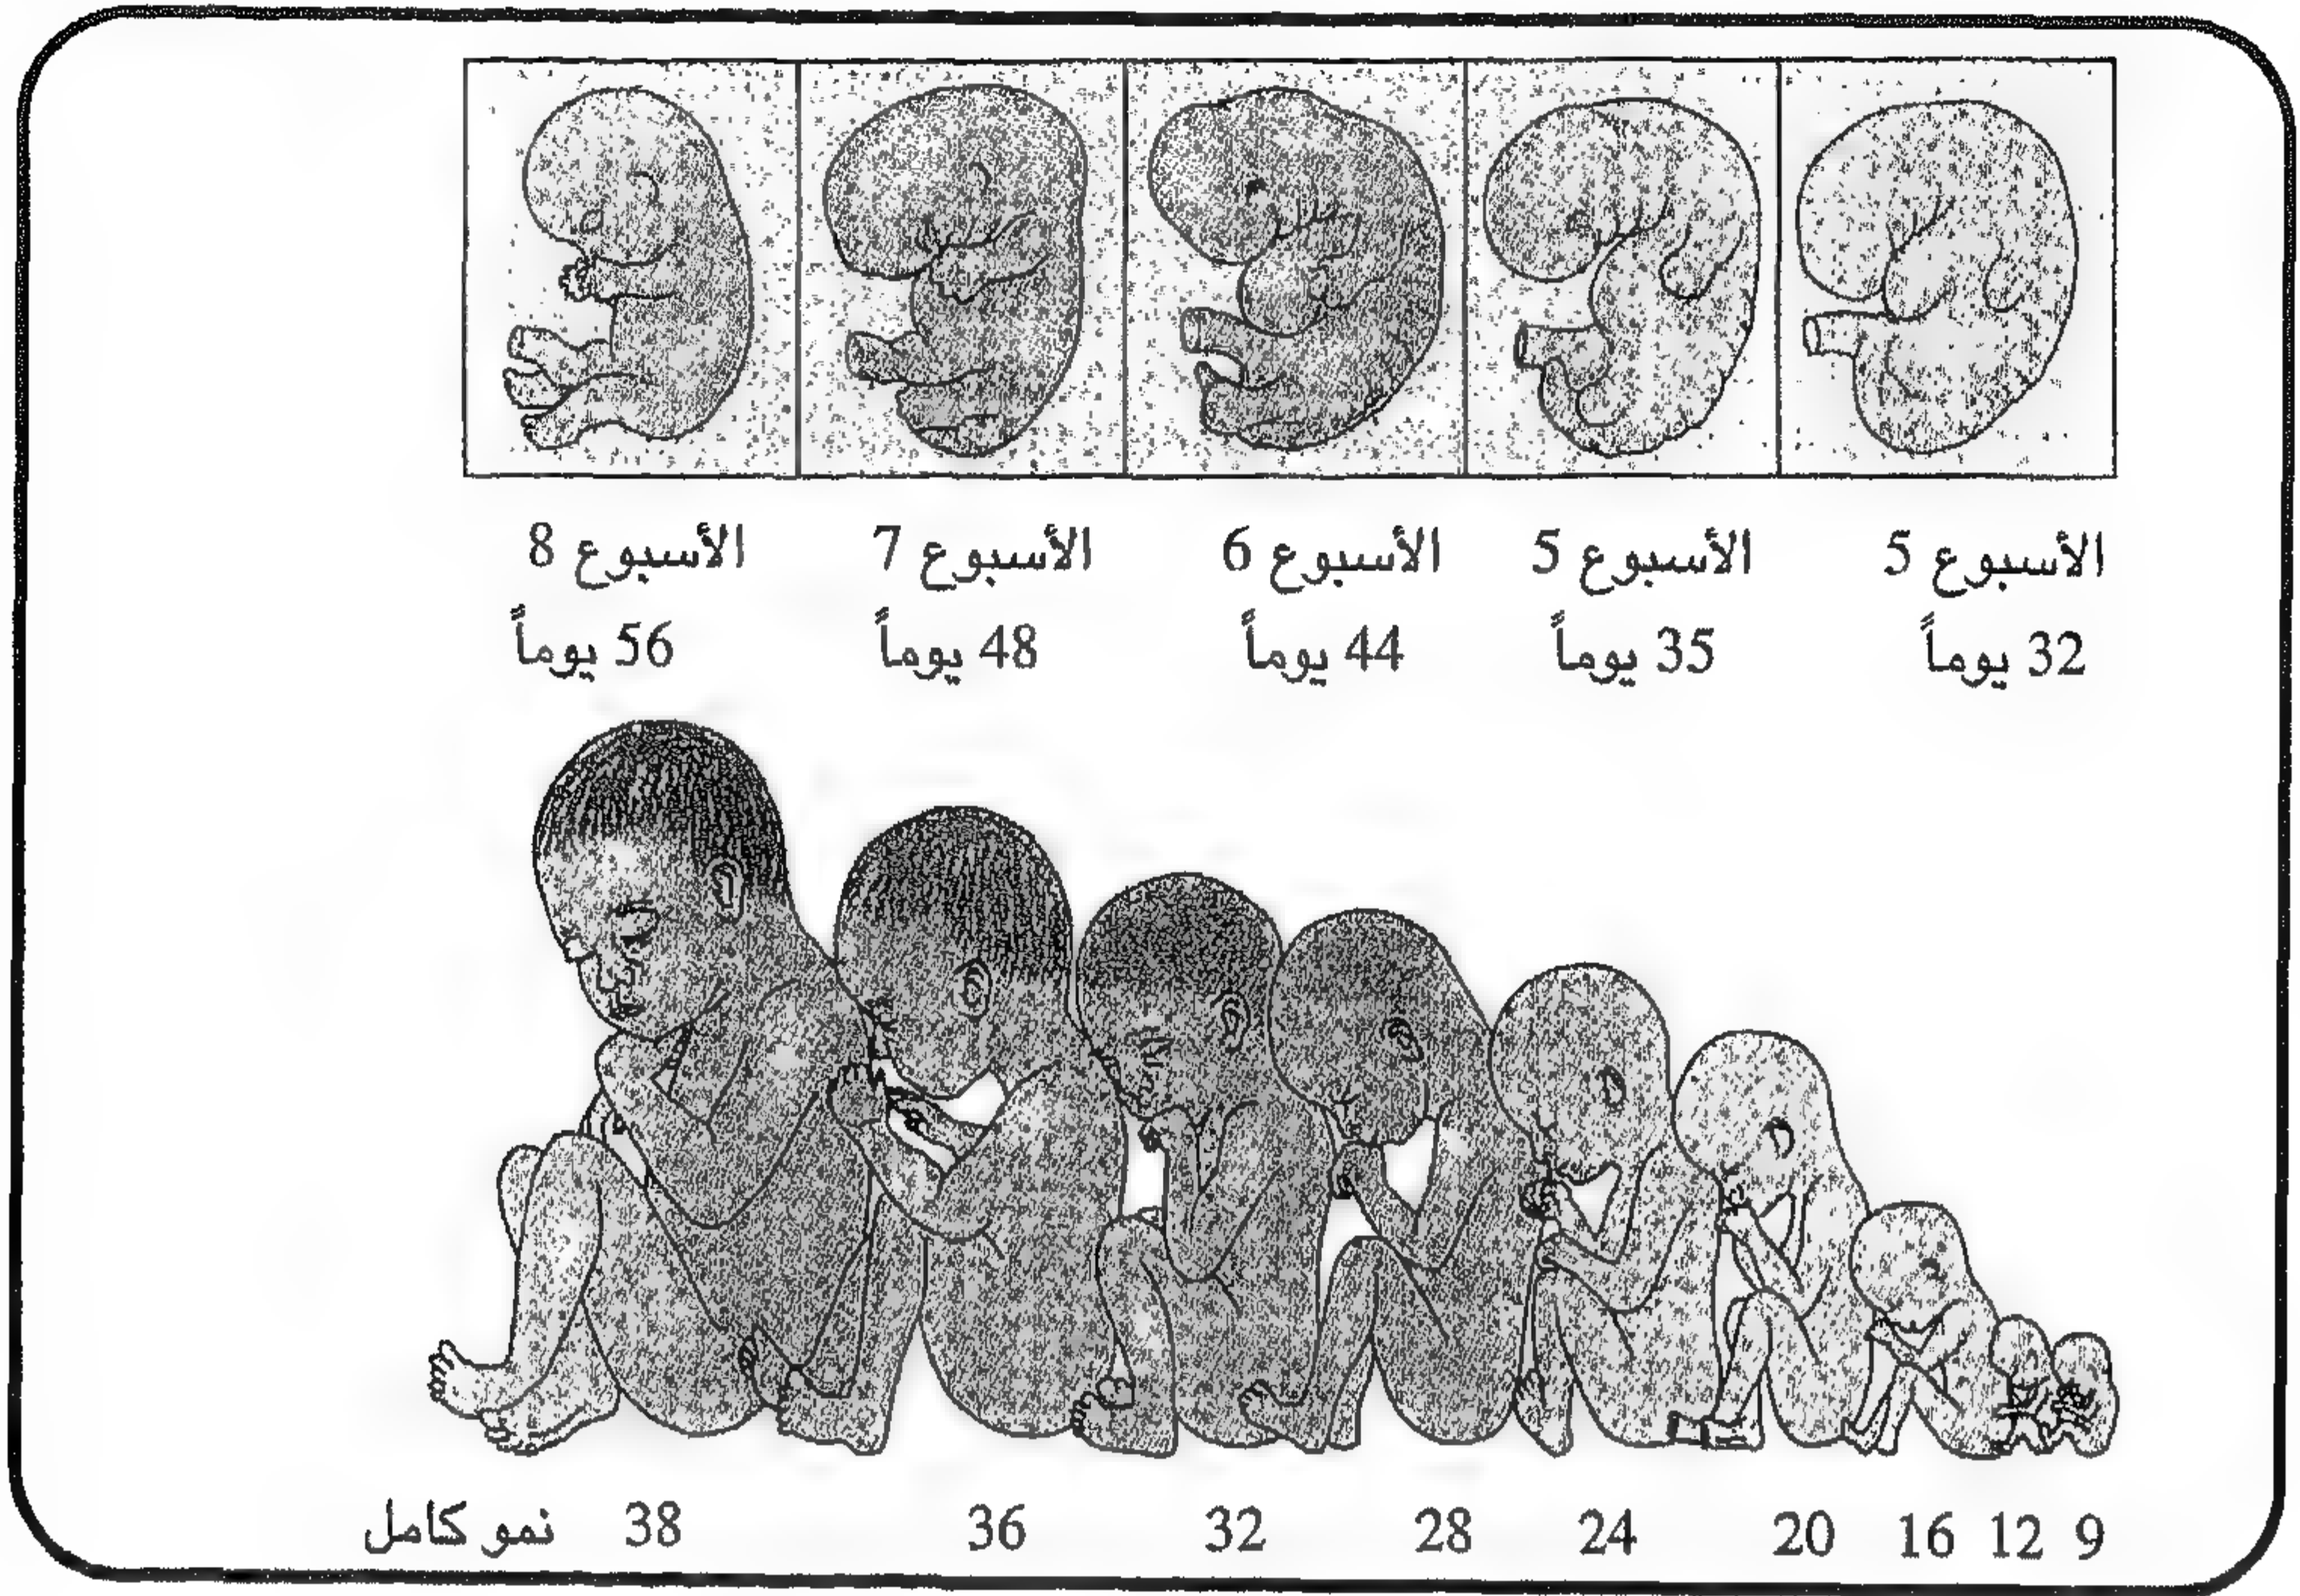 الأسبوع 5 الأسبوع 5 الأسبوع 6 الأسبوع 7 الأسبوع 8
32 يوماً 35 يوماً 44 يوماً 48 يوماً 56 يوماً
9 12 16 20 24 28 32 36 38 نمو كامل